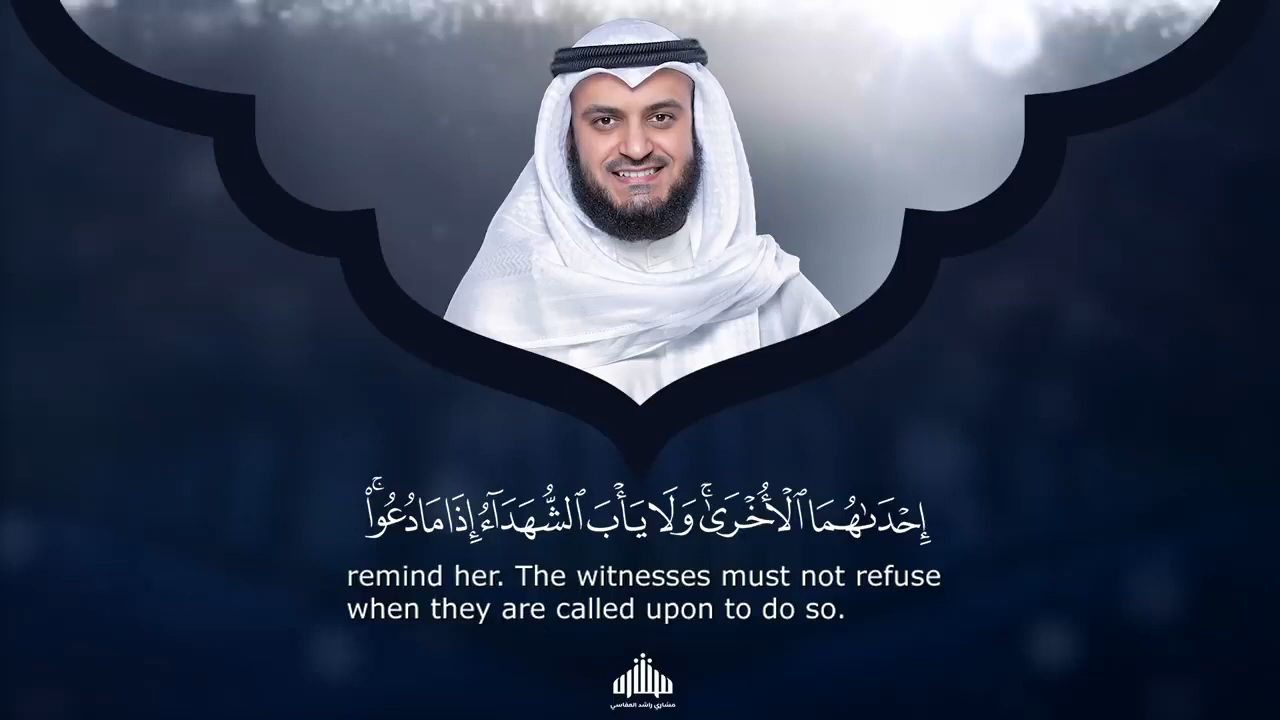 إِحْدَىٰهُمَا ٱلْأُخْرَىٰ ۚ وَلَا يَأْبَ ٱلشُّهَدَآءُ إِذَا مَا دُعُوا۟ ۚ
remind her. The witnesses must not refuse
when they are called upon to do so.
مشاري راشد العفاسي